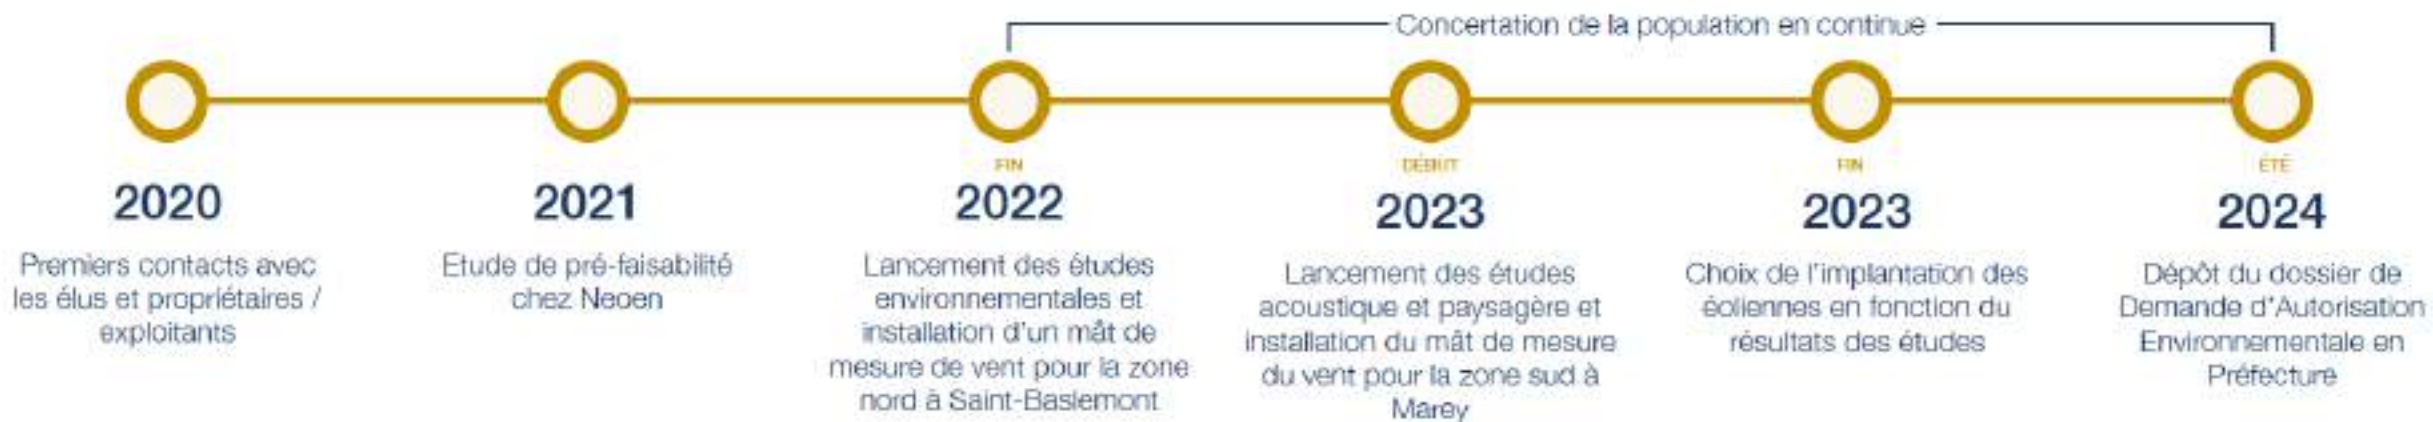 Concertation de la population en continue
2020
Premiers contacts avec
les élus et propriétaires /
exploitants
2021
Etude de pré-faisabilité
chez Neoen
FIN
2022
Lancement des études
environnementales et
installation d'un mât de
mesure de vent pour la zone
nord à Saint-Baslemont
DÉBUT
2023
Lancement des études
acoustique et paysagère et
installation du mât de mesure
du vent pour la zone sud à
Marey
FIN
2023
Choix de l'implantation des
éoliennes en fonction du
résultats des études
ÉTÉ
2024
Dépôt du dossier de
Demande d'Autorisation
Environnementale en
Préfecture